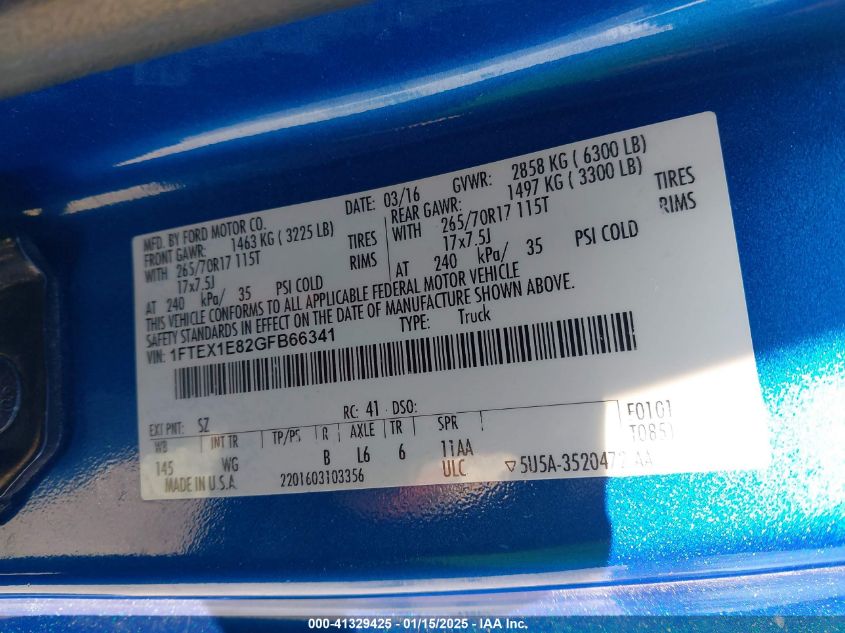 MFD. BY FORD MOTOR CO. DATE: 03/16 GVWR: 2858 KG ( 6300 LB)
FRONT GAWR: 1463 KG ( 3225 LB) REAR GAWR: 1497 KG ( 3300 LB)
WITH 265/70R17 115T TIRES WITH 265/70R17 115T TIRES
17x7.5J RIMS 17x7.5J RIMS
AT 240 kPa/ 35 PSI COLD AT 240 kPa/ 35 PSI COLD
THIS VEHICLE CONFORMS TO ALL APPLICABLE FEDERAL MOTOR VEHICLE
SAFETY STANDARDS IN EFFECT ON THE DATE OF MANUFACTURE SHOWN ABOVE.
VIN: 1FTEX1E82GFB66341 TYPE: Truck
EXT PNT: SZ RC: 41 DSO: F0101
WB INT TR TP/PS R AXLE TR SPR T0851
145 WG B L6 6 11AA
MADE IN U.S.A. 2201603103356 ULC ▽5U5A-3520472 AA
000-41329425 - 01/15/2025 - IAA Inc.